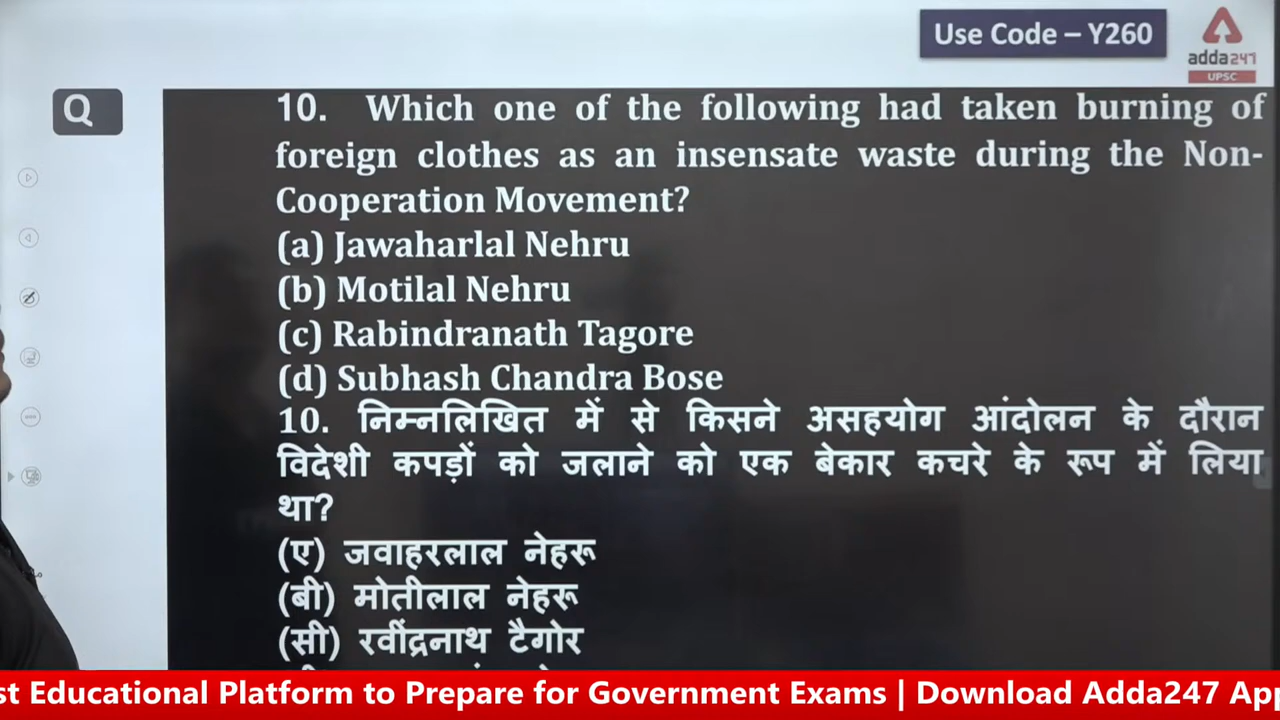 Use Code – Y260
adda247
UPSC
Q
10. Which one of the following had taken burning of
foreign clothes as an insensate waste during the Non-
Cooperation Movement?
(a) Jawaharlal Nehru
(b) Motilal Nehru
(c) Rabindranath Tagore
(d) Subhash Chandra Bose
10. निम्नलिखित में से किसने असहयोग आंदोलन के दौरान
विदेशी कपड़ों को जलाने को एक बेकार कचरे के रूप में लिया
था?
(ए) जवाहरलाल नेहरू
(बी) मोतीलाल नेहरू
(सी) रवींद्रनाथ टैगोर
st Educational Platform to Prepare for Government Exams | Download Adda247 App